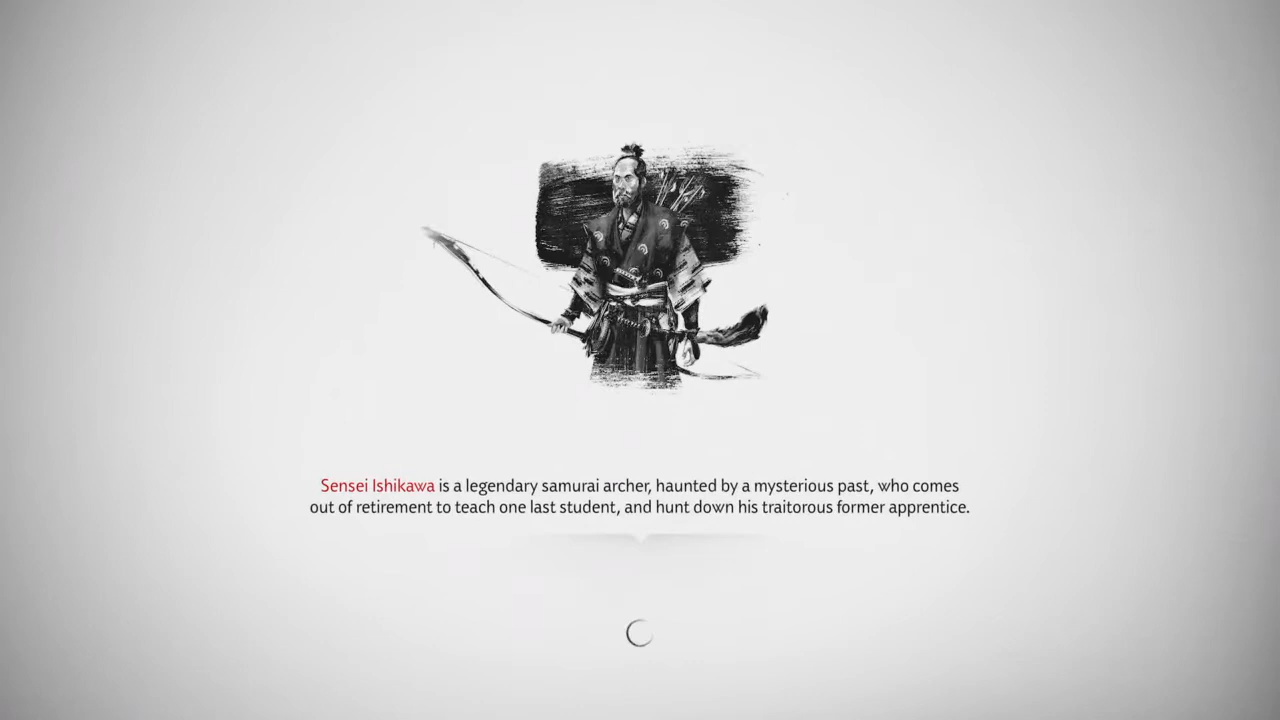 Sensei Ishikawa is a legendary samurai archer, haunted by a mysterious past, who comes
out of retirement to teach one last student, and hunt down his traitorous former apprentice.